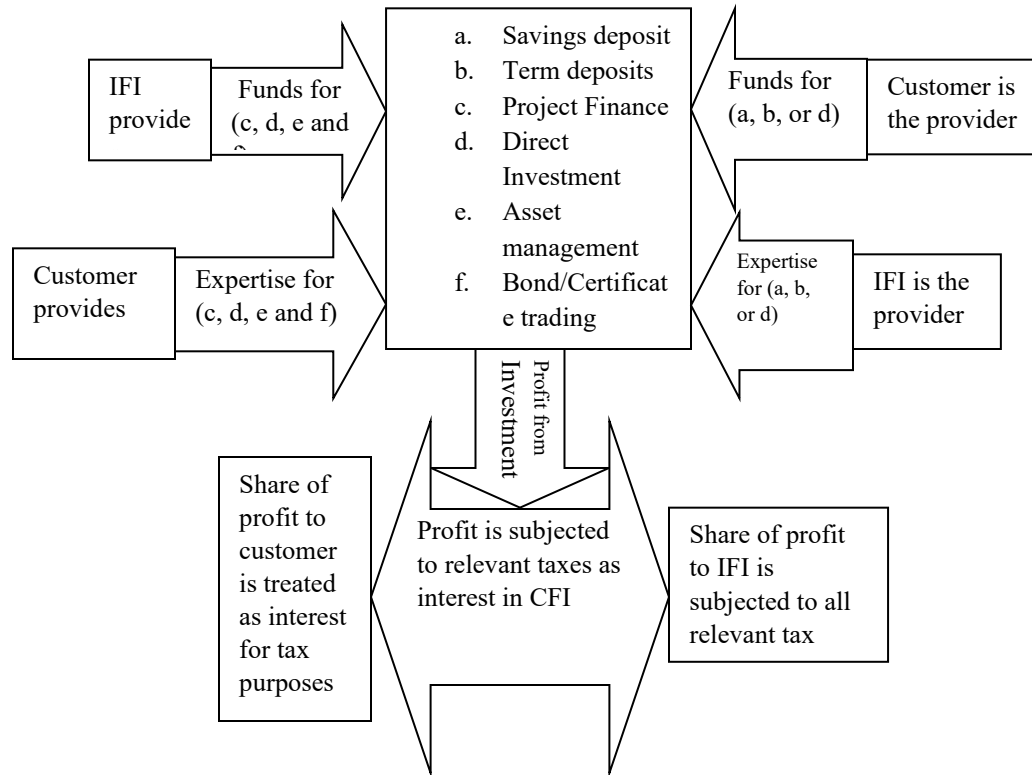 IFI
provide
Funds for
(c, d, e and
a. Savings deposit
b. Term deposits
c. Project Finance
d. Direct
Investment
e. Asset
management
f. Bond/Certificat
e trading
Funds for
(a, b, or d)
Customer is
the provider
Customer
provides
Expertise for
(c, d, e and f)
Expertise
for (a, b,
or d)
IFI is the
provider
Profit from
Investment
Share of
profit to
customer
is treated
as interest
for tax
purposes
Profit is subjected
to relevant taxes as
interest in CFI
Share of profit
to IFI is
subjected to all
relevant tax